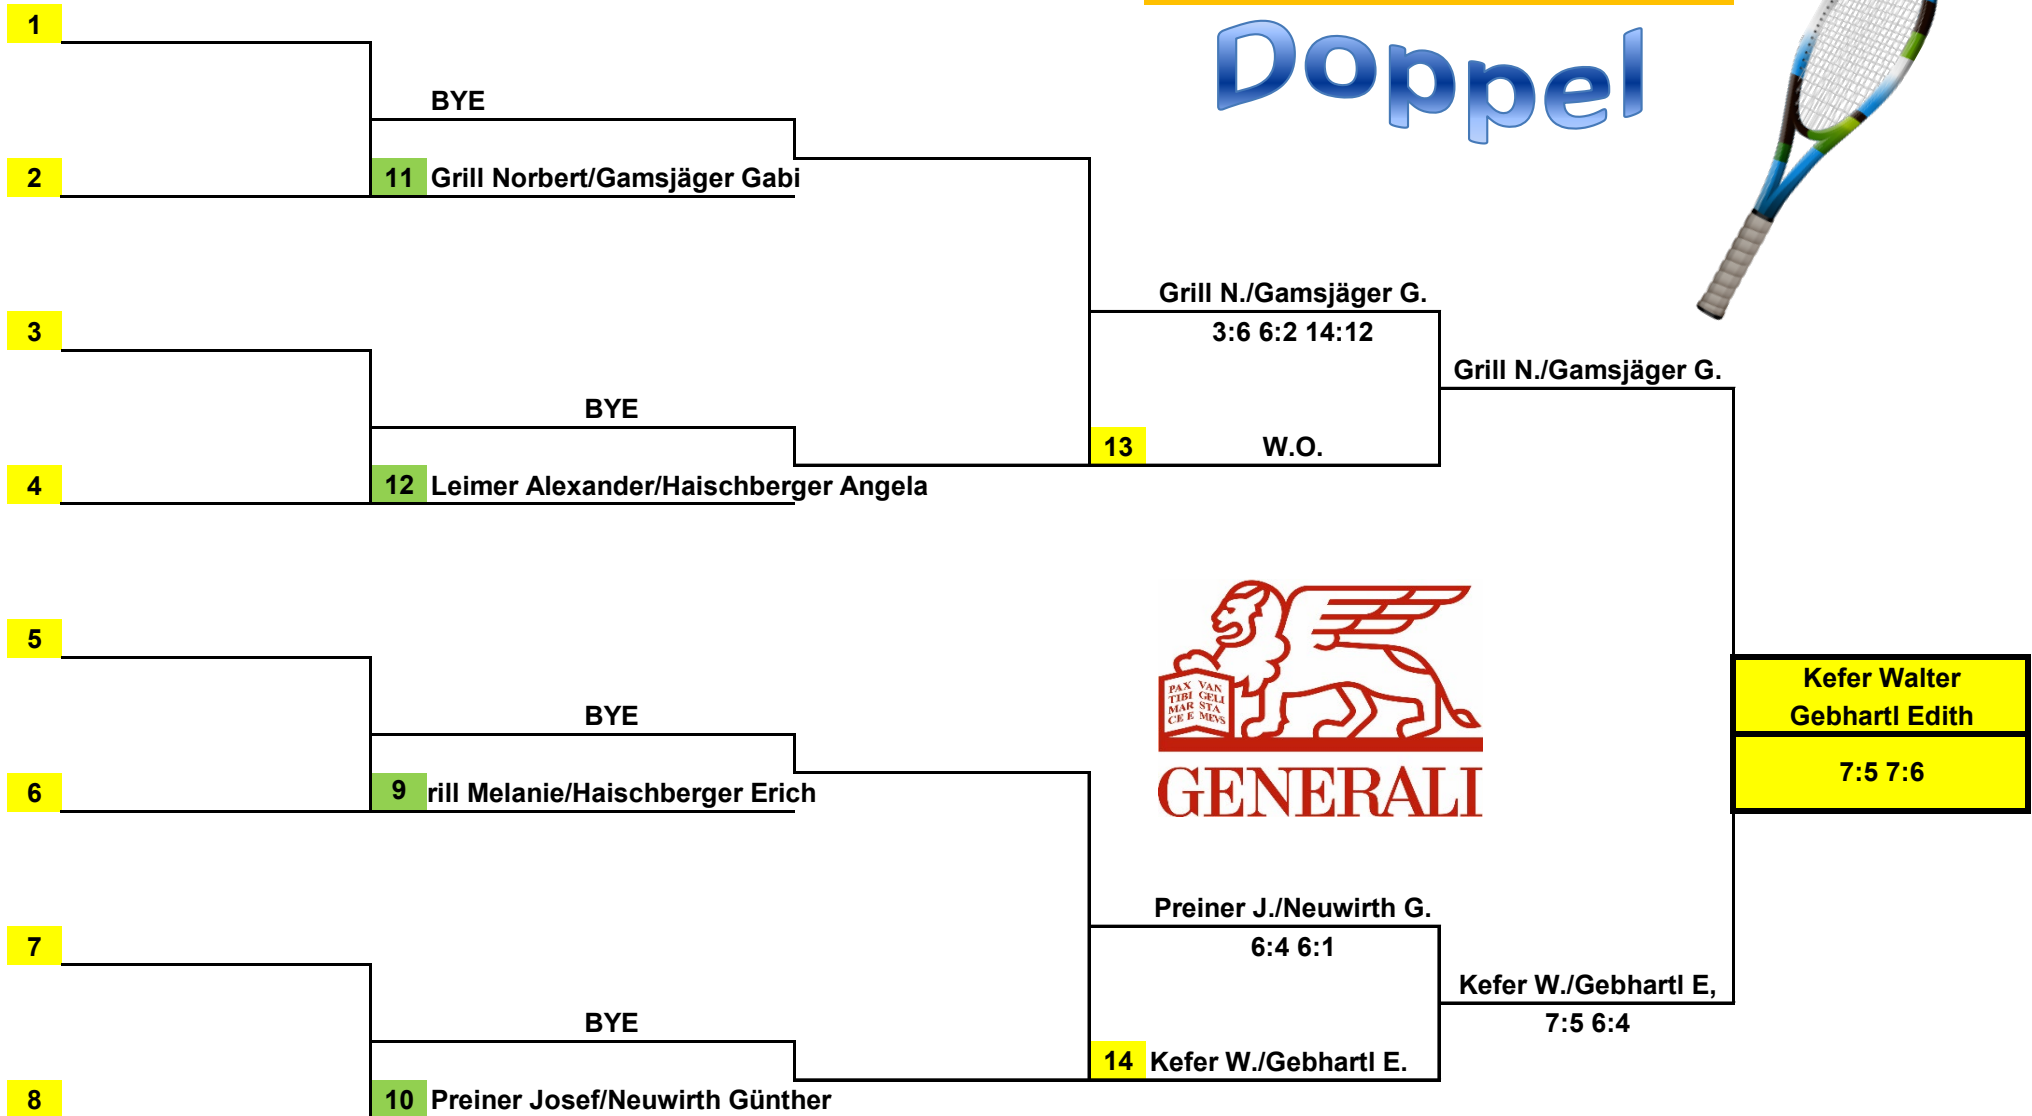 Doppel
1
BYE
2
11 Grill Norbert/Gamsjäger Gabi
Grill N./Gamsjäger G.
3
3:6 6:2 14:12
Grill N./Gamsjäger G.
BYE
13 W.O.
4
12 Leimer Alexander/Haischberger Angela
5
PAX VAN
TIBI GELI
MAR STA
CE E MEVS
GENERALI
Kefer Walter
Gebhartl Edith
7:5 7:6
BYE
6
9 rill Melanie/Haischberger Erich
Preiner J./Neuwirth G.
7
6:4 6:1
Kefer W./Gebhartl E,
7:5 6:4
BYE
14 Kefer W./Gebhartl E.
8
10 Preiner Josef/Neuwirth Günther